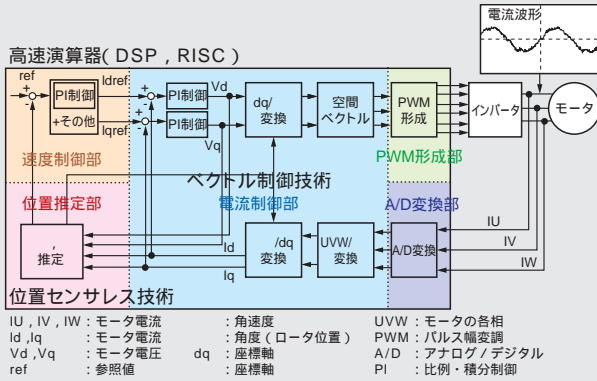 電流波形
高速演算器(DSP,RISC)
ref
+
-
PI制御
+その他
Idref
Iqref
+
-
+
-
PI制御
PI制御
Vd
Vq
dq/
変換
空間
ベクトル
PWM
形成
インバータ
モータ
速度制御部
PWM形成部
ベクトル制御技術
位置推定部
電流制御部
A/D変換部
,
推定
Id
Iq
/dq
変換
UVW/
変換
A/D変換
IU
IV
IW
位置センサレス技術
IU,IV,IW:モータ電流 :角速度 UVW:モータの各相
Id,Iq:モータ電流 :角度(ロータ位置) PWM:パルス幅変調
Vd,Vq:モータ電圧 dq:座標軸 A/D:アナログ/デジタル
ref:参照値 :座標軸 PI:比例・積分制御